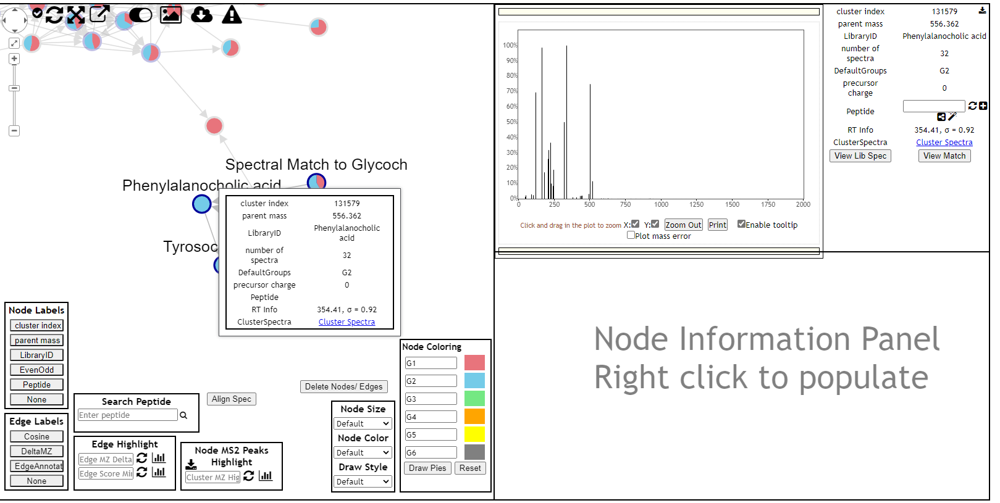 Spectral Match to Glycoch
Phenylalanocholic acid
Tyrosoc
cluster index 131579
parent mass 556.362
LibraryID Phenylalanocholic
acid
number of
spectra 32
DefaultGroups G2
precursor charge 0
Peptide
RT Info 354.41, σ = 0.92
ClusterSpectra Cluster Spectra
Node Labels
cluster index
parent mass
LibraryID
EvenOdd
Peptide
None
Edge Labels
Cosine
DeltaMZ
EdgeAnnotat
None
Search Peptide
Enter peptide
Align Spec
Edge Highlight
Edge MZ Delta
Edge Score Mi
Node MS2 Peaks
Highlight
Cluster MZ Hig
Delete Nodes/ Edges
Node Size
Default
Node Color
Default
Draw Style
Default
Node Coloring
G1
G2
G3
G4
G5
G6
Draw Pies Reset
100%
90%
80%
70%
60%
50%
40%
30%
20%
10%
0%
0 250 500 750 1000 1250 1500 1750 2000
Click and drag in the plot to zoom X: Y: Zoom Out Print Enable tooltip
Plot mass error
cluster index 131579
parent mass 556.362
LibraryID Phenylalanocholic acid
number of
spectra 32
DefaultGroups G2
precursor
charge 0
Peptide
RT Info 354.41, σ = 0.92
ClusterSpectra Cluster Spectra
View Lib Spec View Match
Node Information Panel
Right click to populate